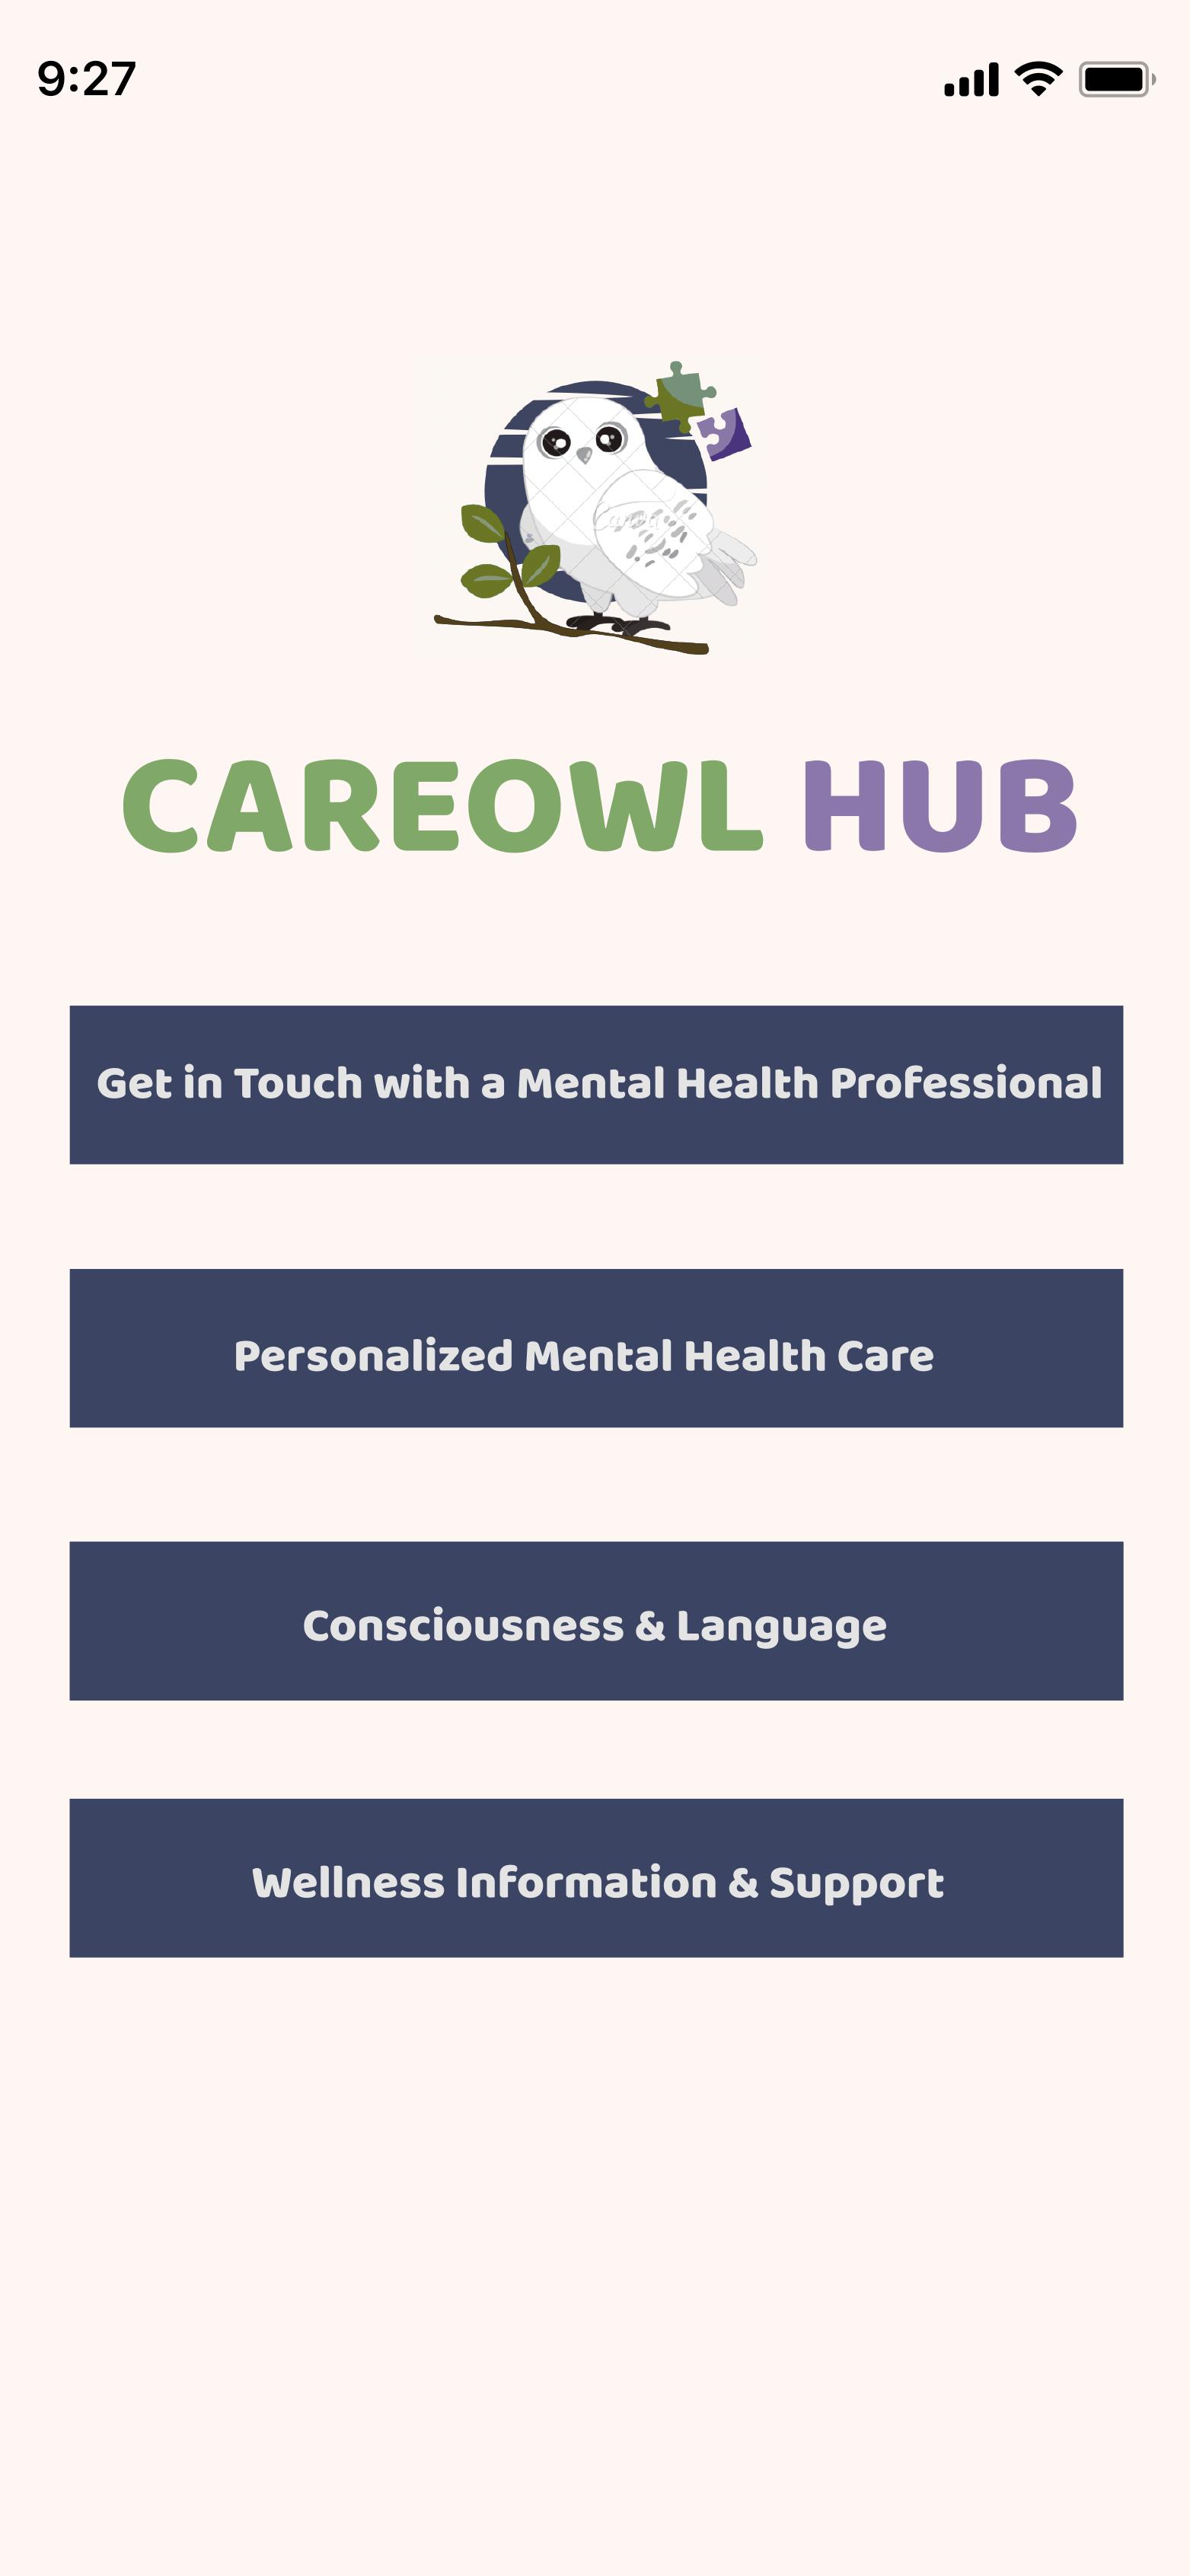 9:27
Canva
CAREOWL HUB
Get in Touch with a Mental Health Professional
Personalized Mental Health Care
Consciousness & Language
Wellness Information & Support